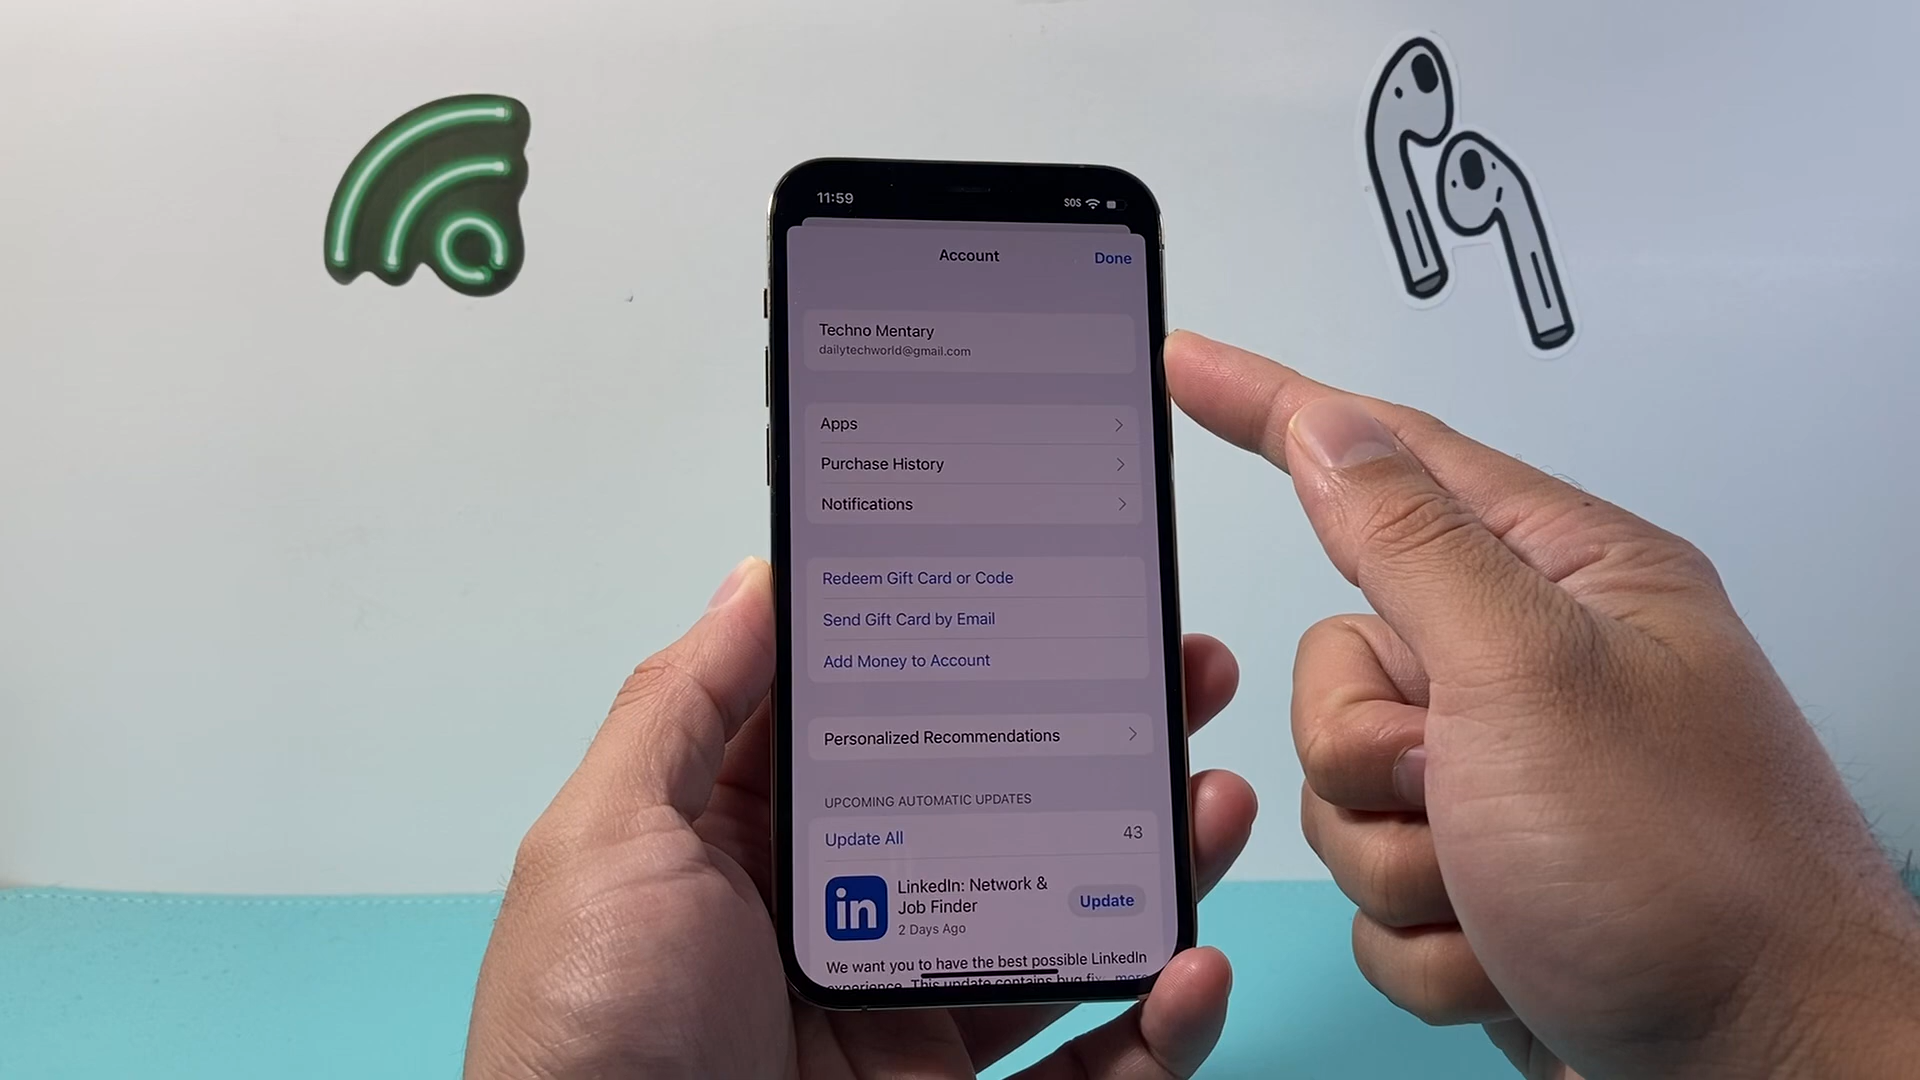 11:59
SOS
Account
Done
Techno Mentary
dailytechworld@gmail.com
Apps
Purchase History
Notifications
Redeem Gift Card or Code
Send Gift Card by Email
Add Money to Account
Personalized Recommendations
UPCOMING AUTOMATIC UPDATES
Update All
43
in
LinkedIn: Network &
Job Finder
Update
2 Days Ago
We want you to have the best possible LinkedIn
experience. This update contains bug fix more